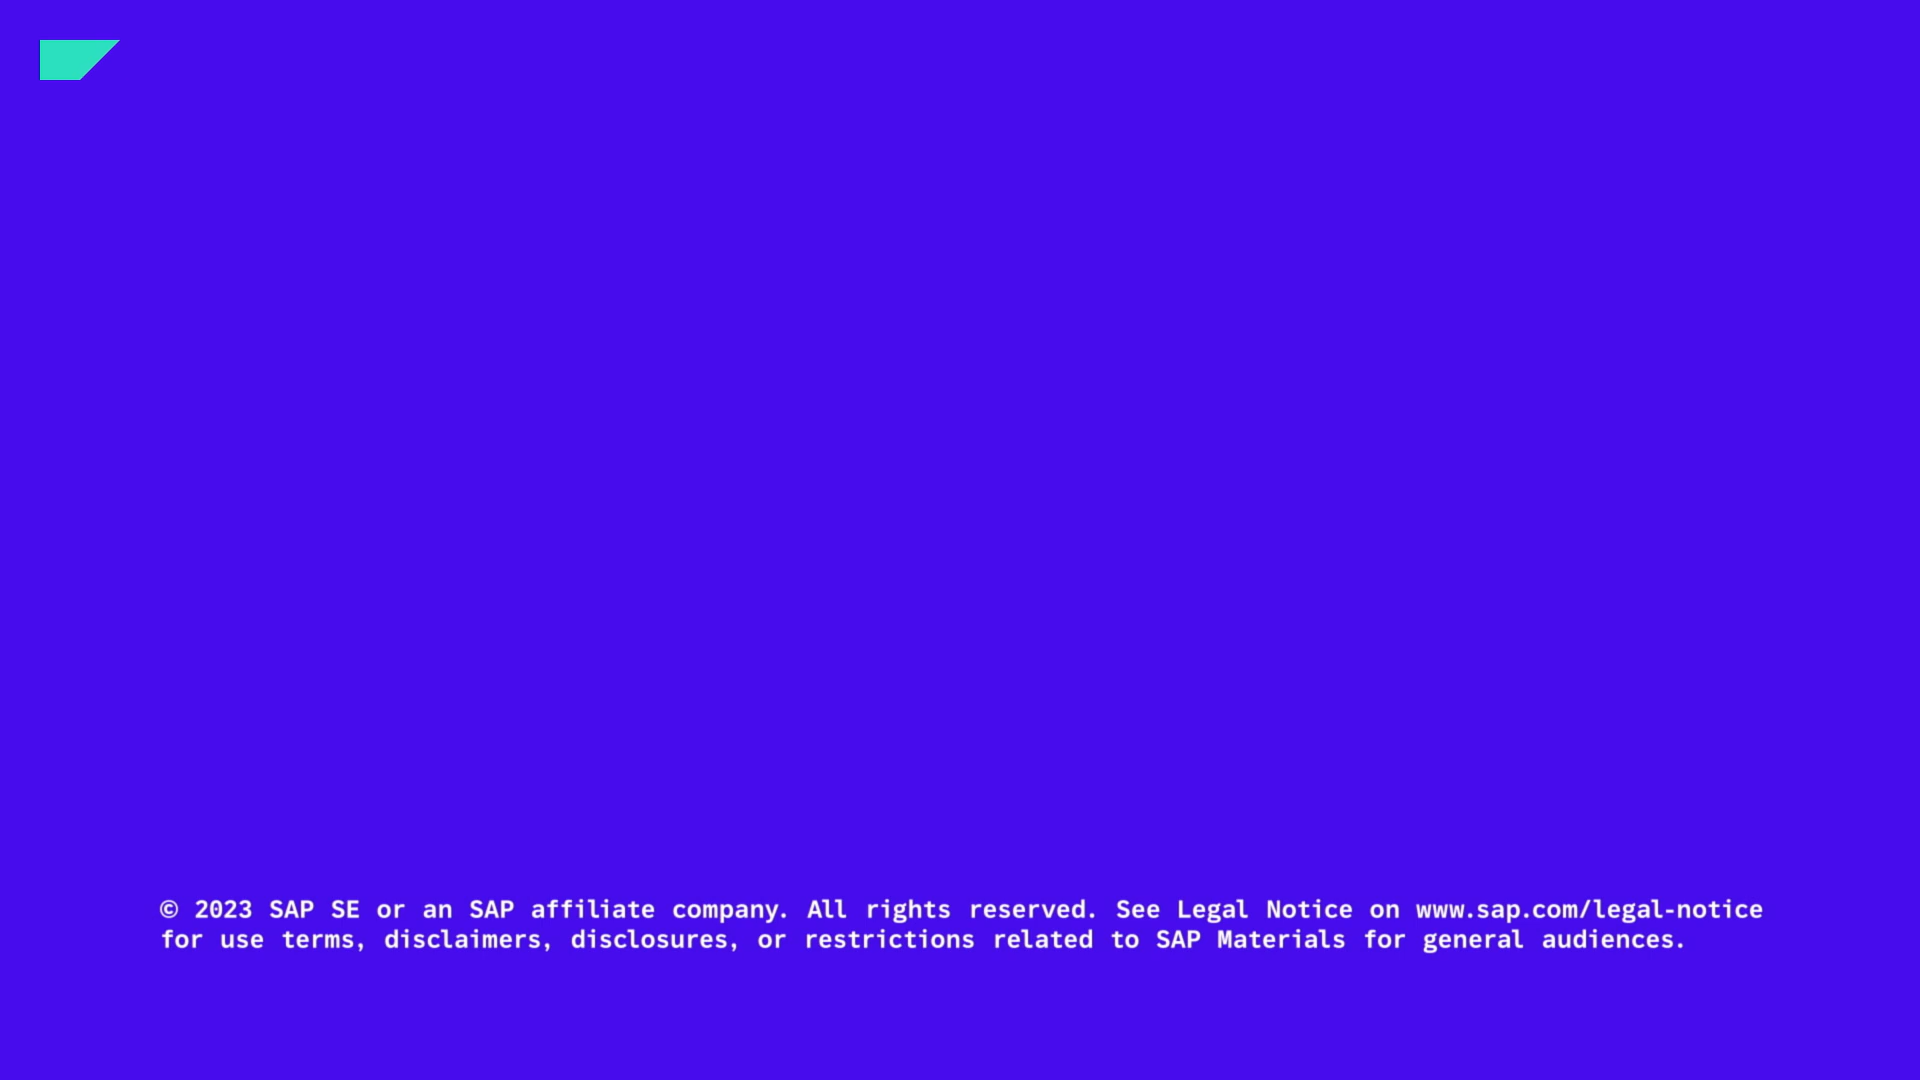 © 2023 SAP SE or an SAP affiliate company. All rights reserved. See Legal Notice on www.sap.com/legal-notice
for use terms, disclaimers, disclosures, or restrictions related to SAP Materials for general audiences.